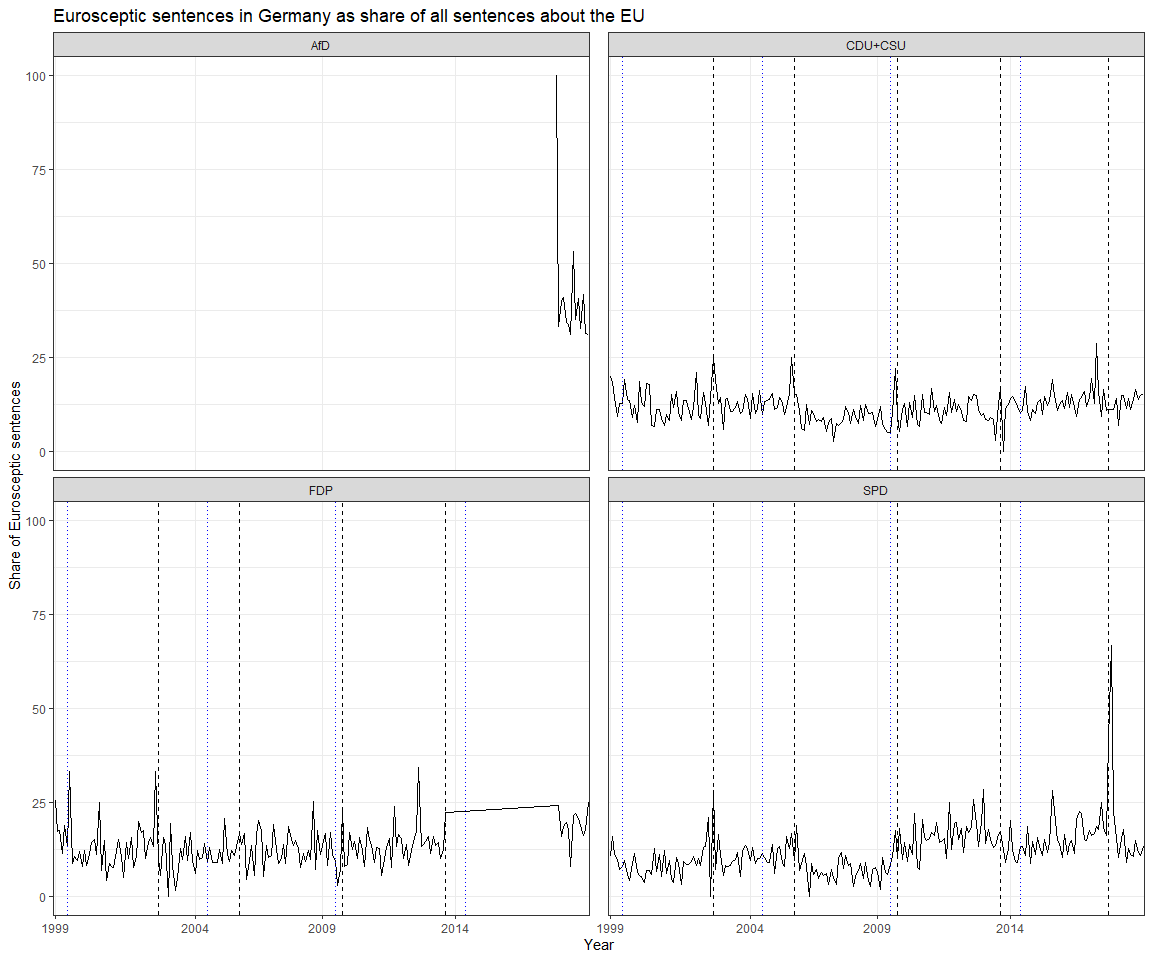 Eurosceptic sentences in Germany as share of all sentences about the EU
AfD
CDU+CSU
100
75
50
25
0
FDP
SPD
100
75
50
25
0
Share of Eurosceptic sentences
1999
2004
2009
2014
1999
2004
2009
2014
Year